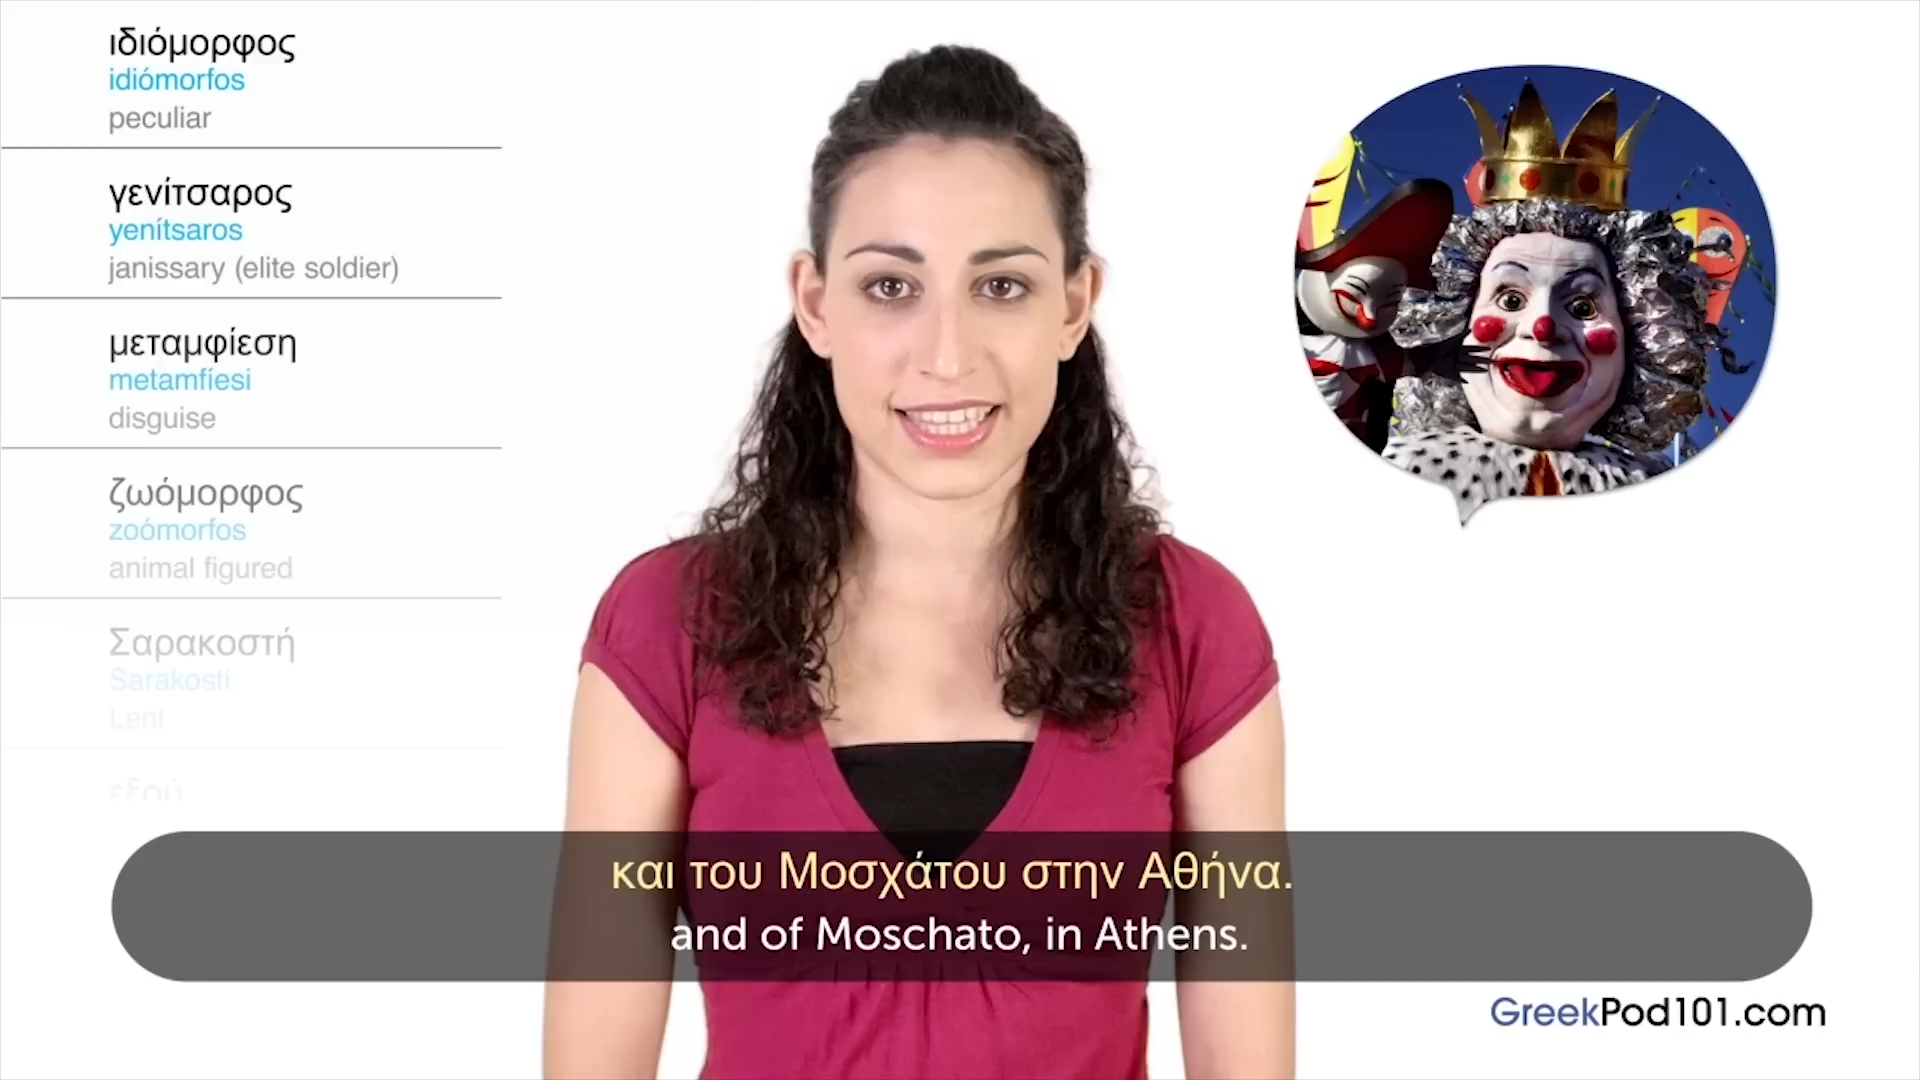 ιδιόμορφος
idiómorfos
peculiar
γενίτσαρος
yenítsaros
janissary (elite soldier)
μεταμφίεση
metamfíesi
disguise
ζωόμορφος
zoómorfos
animal figured
Σαρακοστή
Sarakostí
Lent
και του Μοσχάτου στην Αθήνα.
and of Moschato, in Athens.
GreekPod101.com